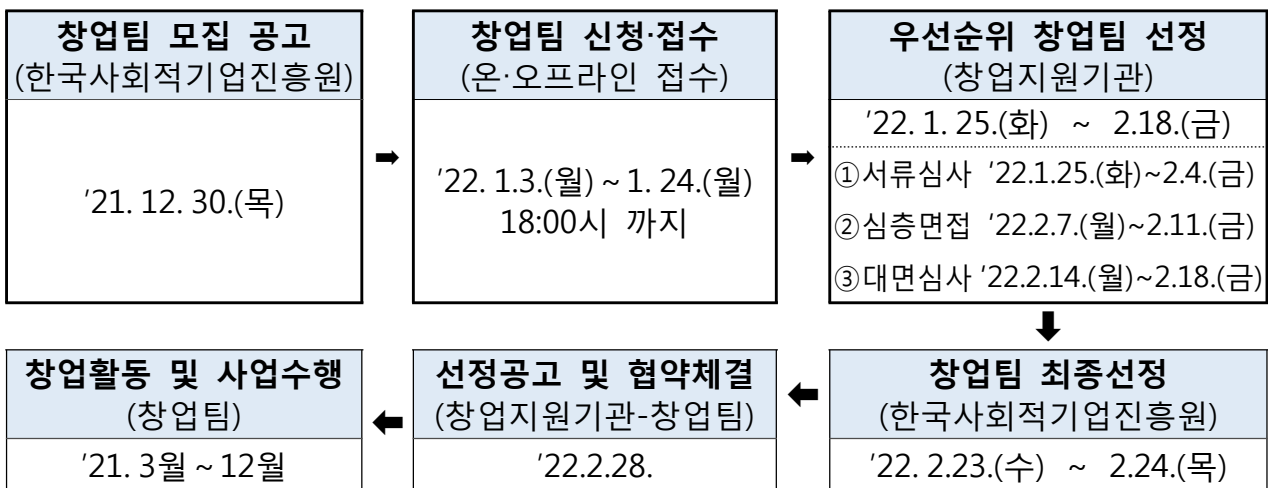 창업팀 모집 공고
(한국사회적기업진흥원)
'21. 12. 30.(목)
➡
창업팀 신청·접수
(온·오프라인 접수)
'22. 1.3.(월) ~ 1. 24.(월)
18:00시 까지
➡
우선순위 창업팀 선정
(창업지원기관)
'22. 1. 25.(화) ~ 2.18.(금)
①서류심사 '22.1.25.(화)~2.4.(금)
②심층면접 '22.2.7.(월)~2.11.(금)
③대면심사 '22.2.14.(월)~2.18.(금)
⬇
창업팀 최종선정
(한국사회적기업진흥원)
'22. 2.23.(수) ~ 2.24.(목)
⬅
선정공고 및 협약체결
(창업지원기관-창업팀)
'22.2.28.
⬅
창업활동 및 사업수행
(창업팀)
'21. 3월 ~ 12월